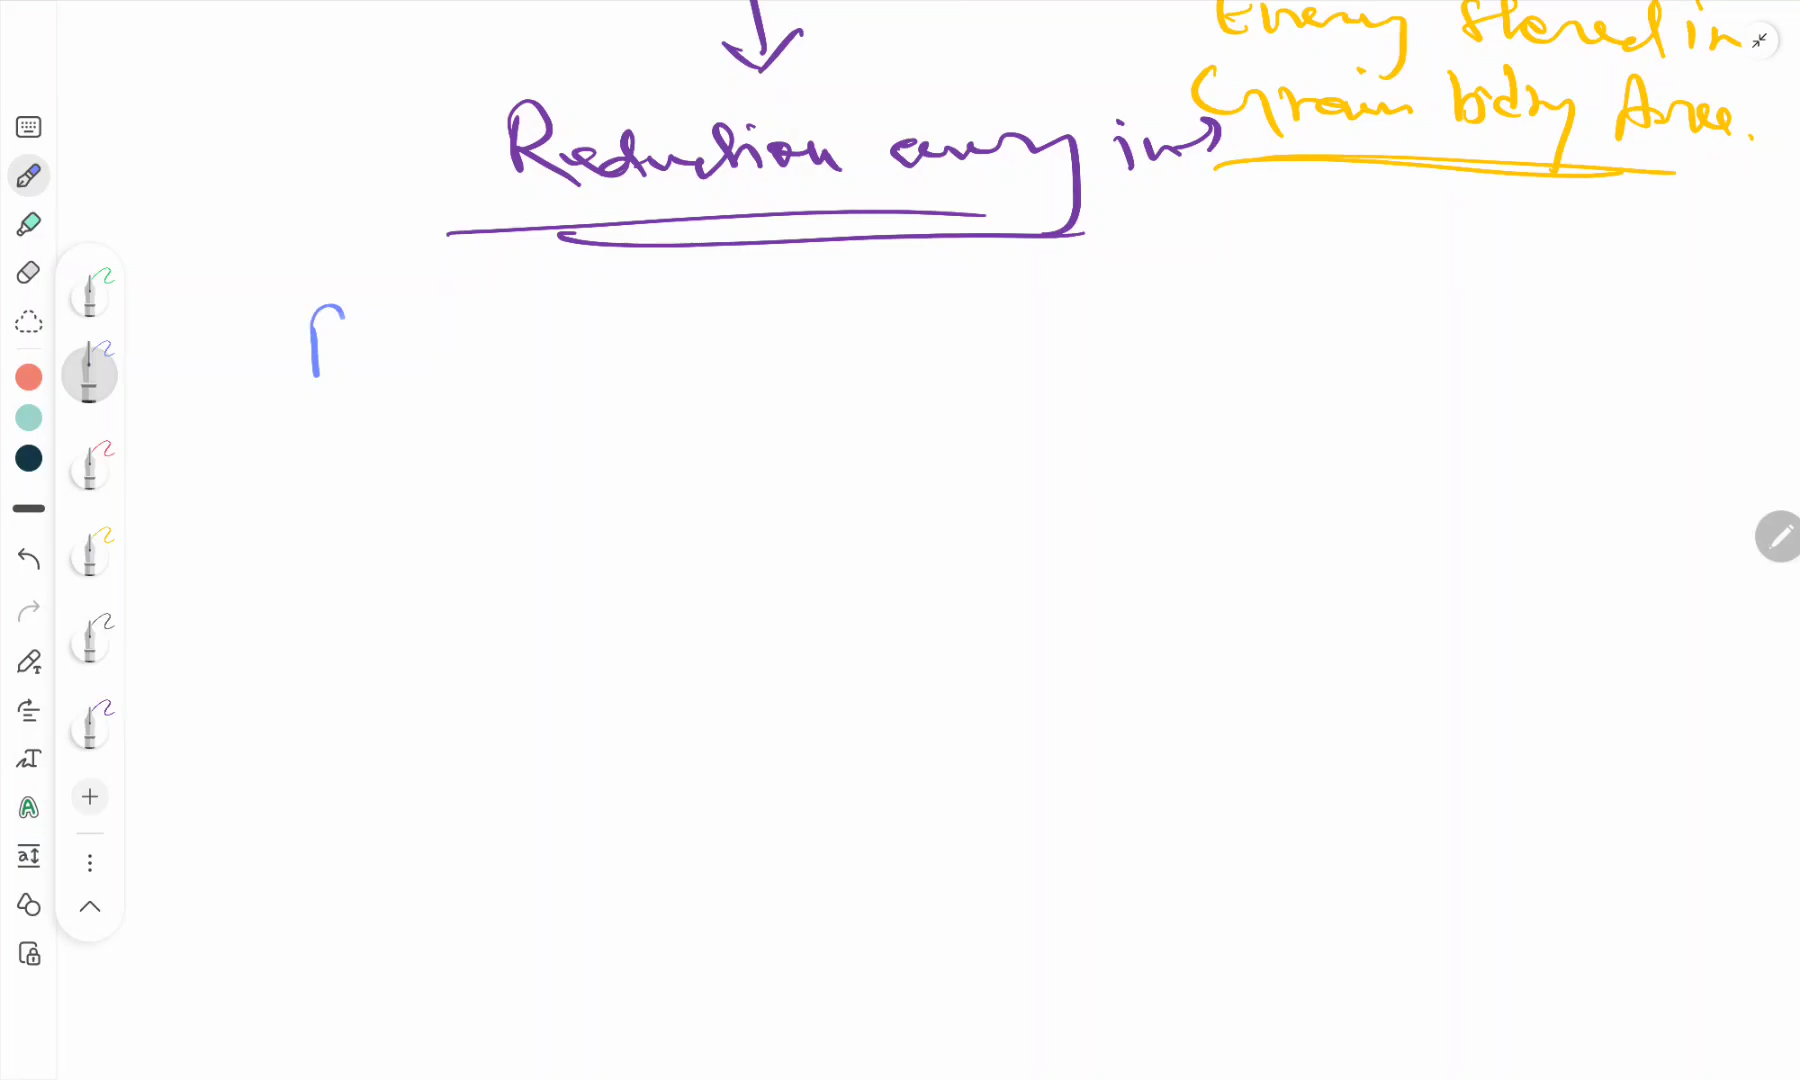 Energy stored in
Grain bdry Area.
Reduction energy in